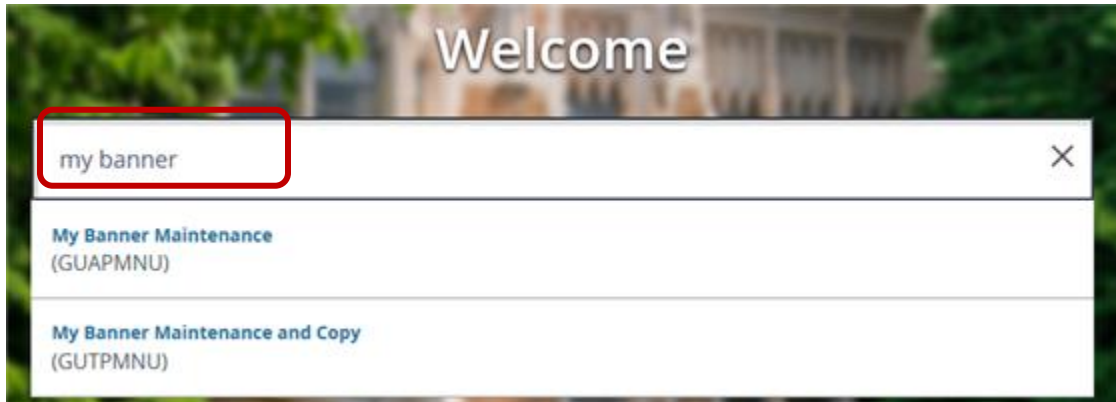 Welcome
my banner
My Banner Maintenance
(GUAPMNU)
My Banner Maintenance and Copy
(GUTPMNU)